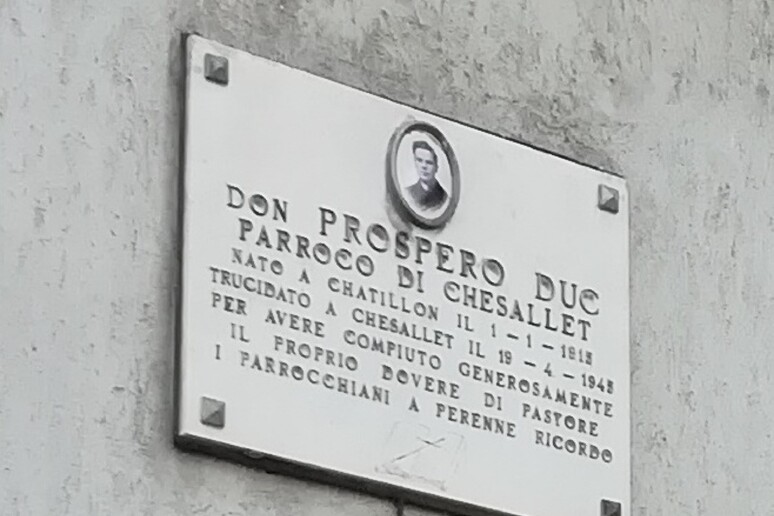 DON PROSPERO DUC
PARROCO DI CHESALLET
NATO A CHATILLON IL 1-1-1915
TRUCIDATO A CHESALLET IL 19-4-1945
PER AVERE COMPIUTO GENEROSAMENTE
IL PROPRIO DOVERE DI PASTORE
I PARROCCHIANI A PERENNE RICORDO